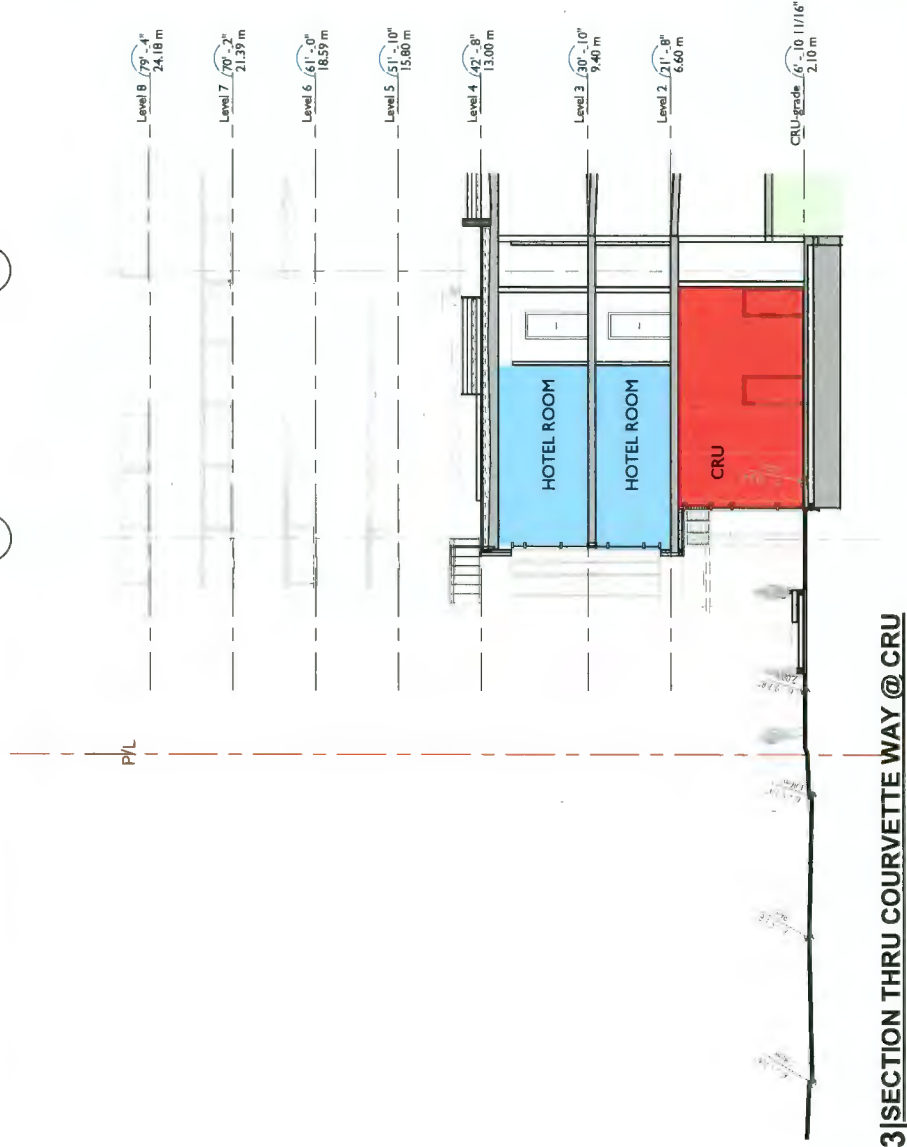 Level 8 79' - 4"
24.18 m
Level 7 70' - 2"
21.39 m
Level 6 61' - 0"
18.59 m
Level 5 51' - 10"
15.80 m
Level 4 42' - 8"
13.00 m
Level 3 30' - 10"
9.40 m
Level 2 21' - 8"
6.60 m
CRU-grade 6' - 10 11/16"
2.10 m
P/L
HOTEL ROOM
HOTEL ROOM
CRU
3|SECTION THRU COURVETTE WAY @ CRU